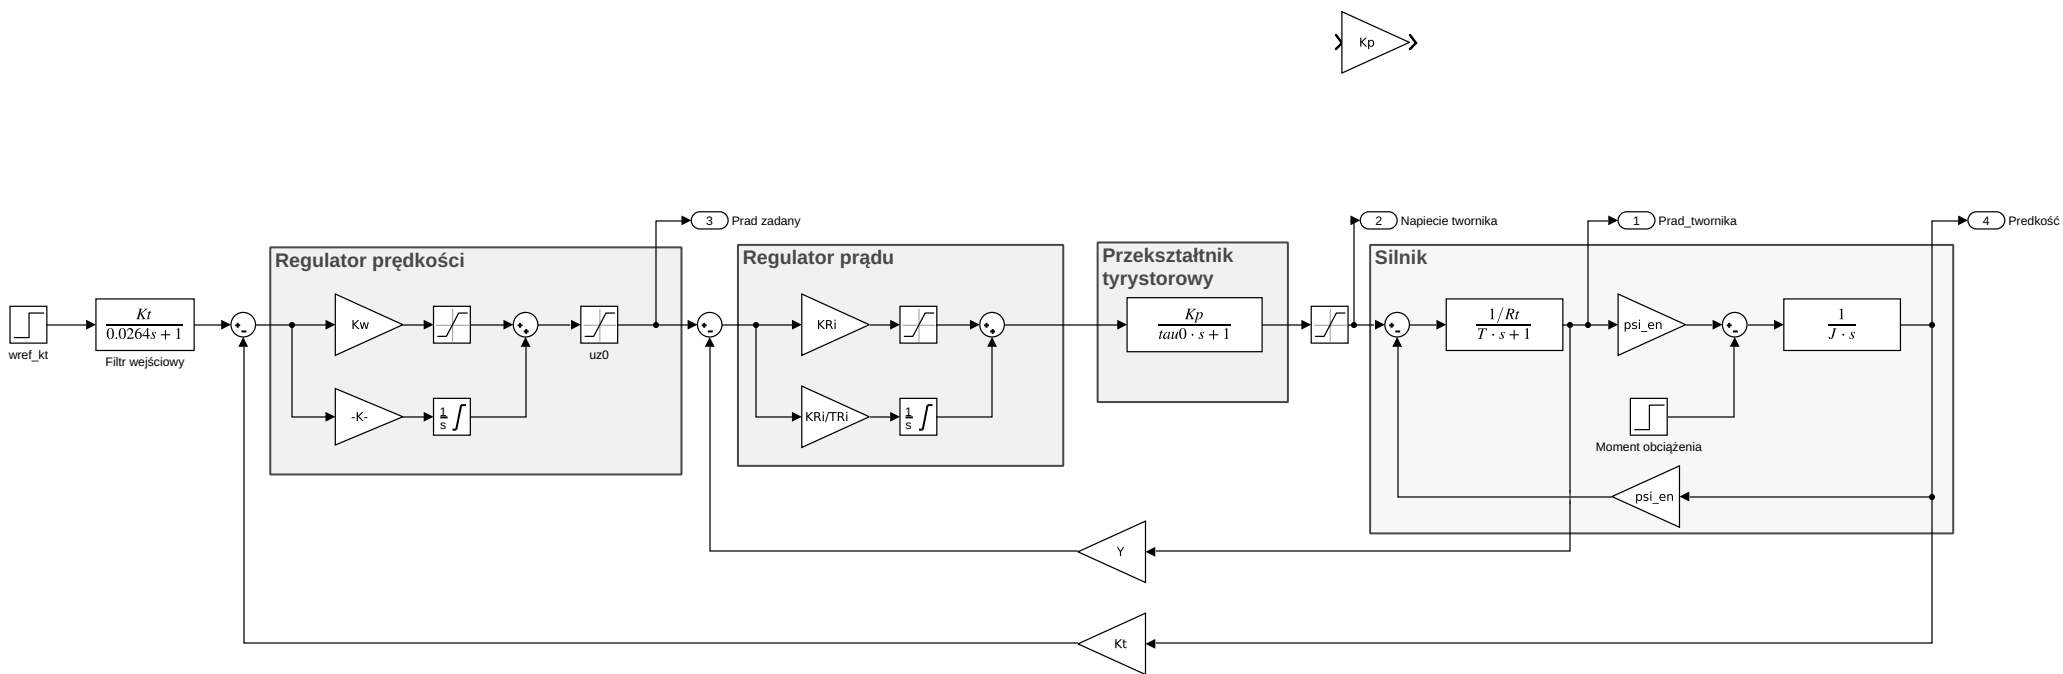 Kp
3 Prad zadany
2 Napiecie twornika
1 Prad_twornika
4 Predkość
Regulator prędkości
Regulator prądu
Przekształtnik
tyrystorowy
Silnik
wref_kt
Kt
0.0264s + 1
Filtr wejściowy
+ -
Kw
+ +
uz0
+ -
KRi
+ +
Kp
tau0 · s + 1
+ -
1/Rt
T · s + 1
psi_en
+ -
1
J · s
-K-
1
s
KRi/TRi
1
s
Moment obciążenia
psi_en
Y
Kt